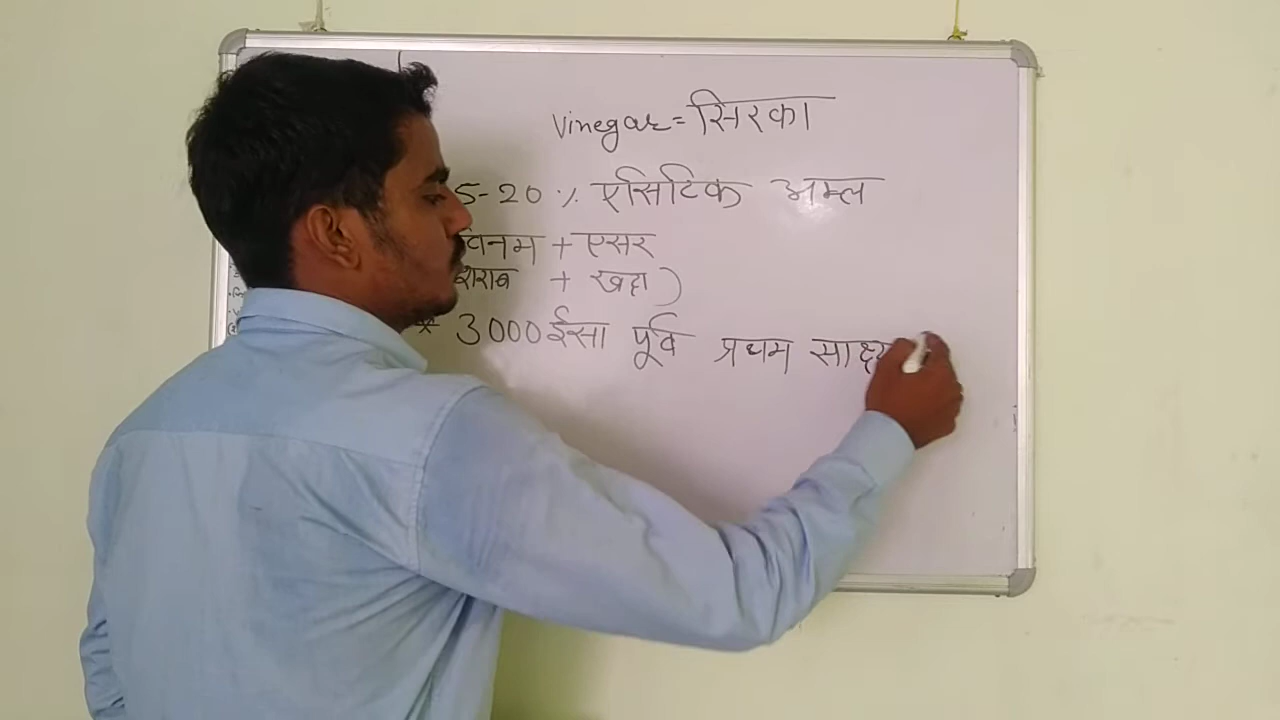 Vinegar = सिरका
5-20 % एसिटिक अम्ल
विनम + एसर
शराब + खट्टा)
* 3000 ईसा पूर्व प्रथम साक्ष्य